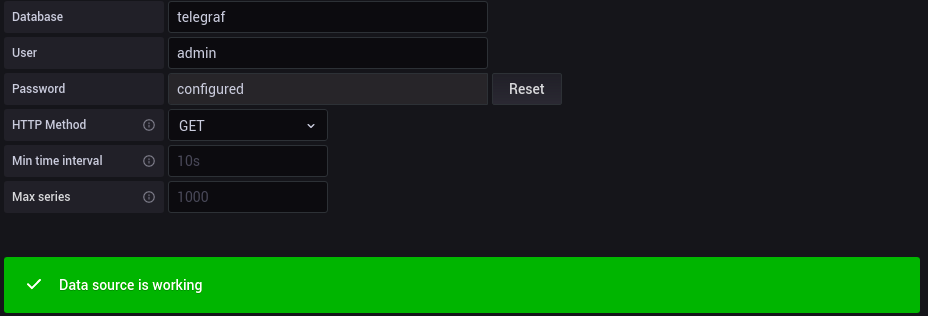 Database telegraf
User admin
Password configured Reset
HTTP Method GET
Min time interval 10s
Max series 1000
Data source is working